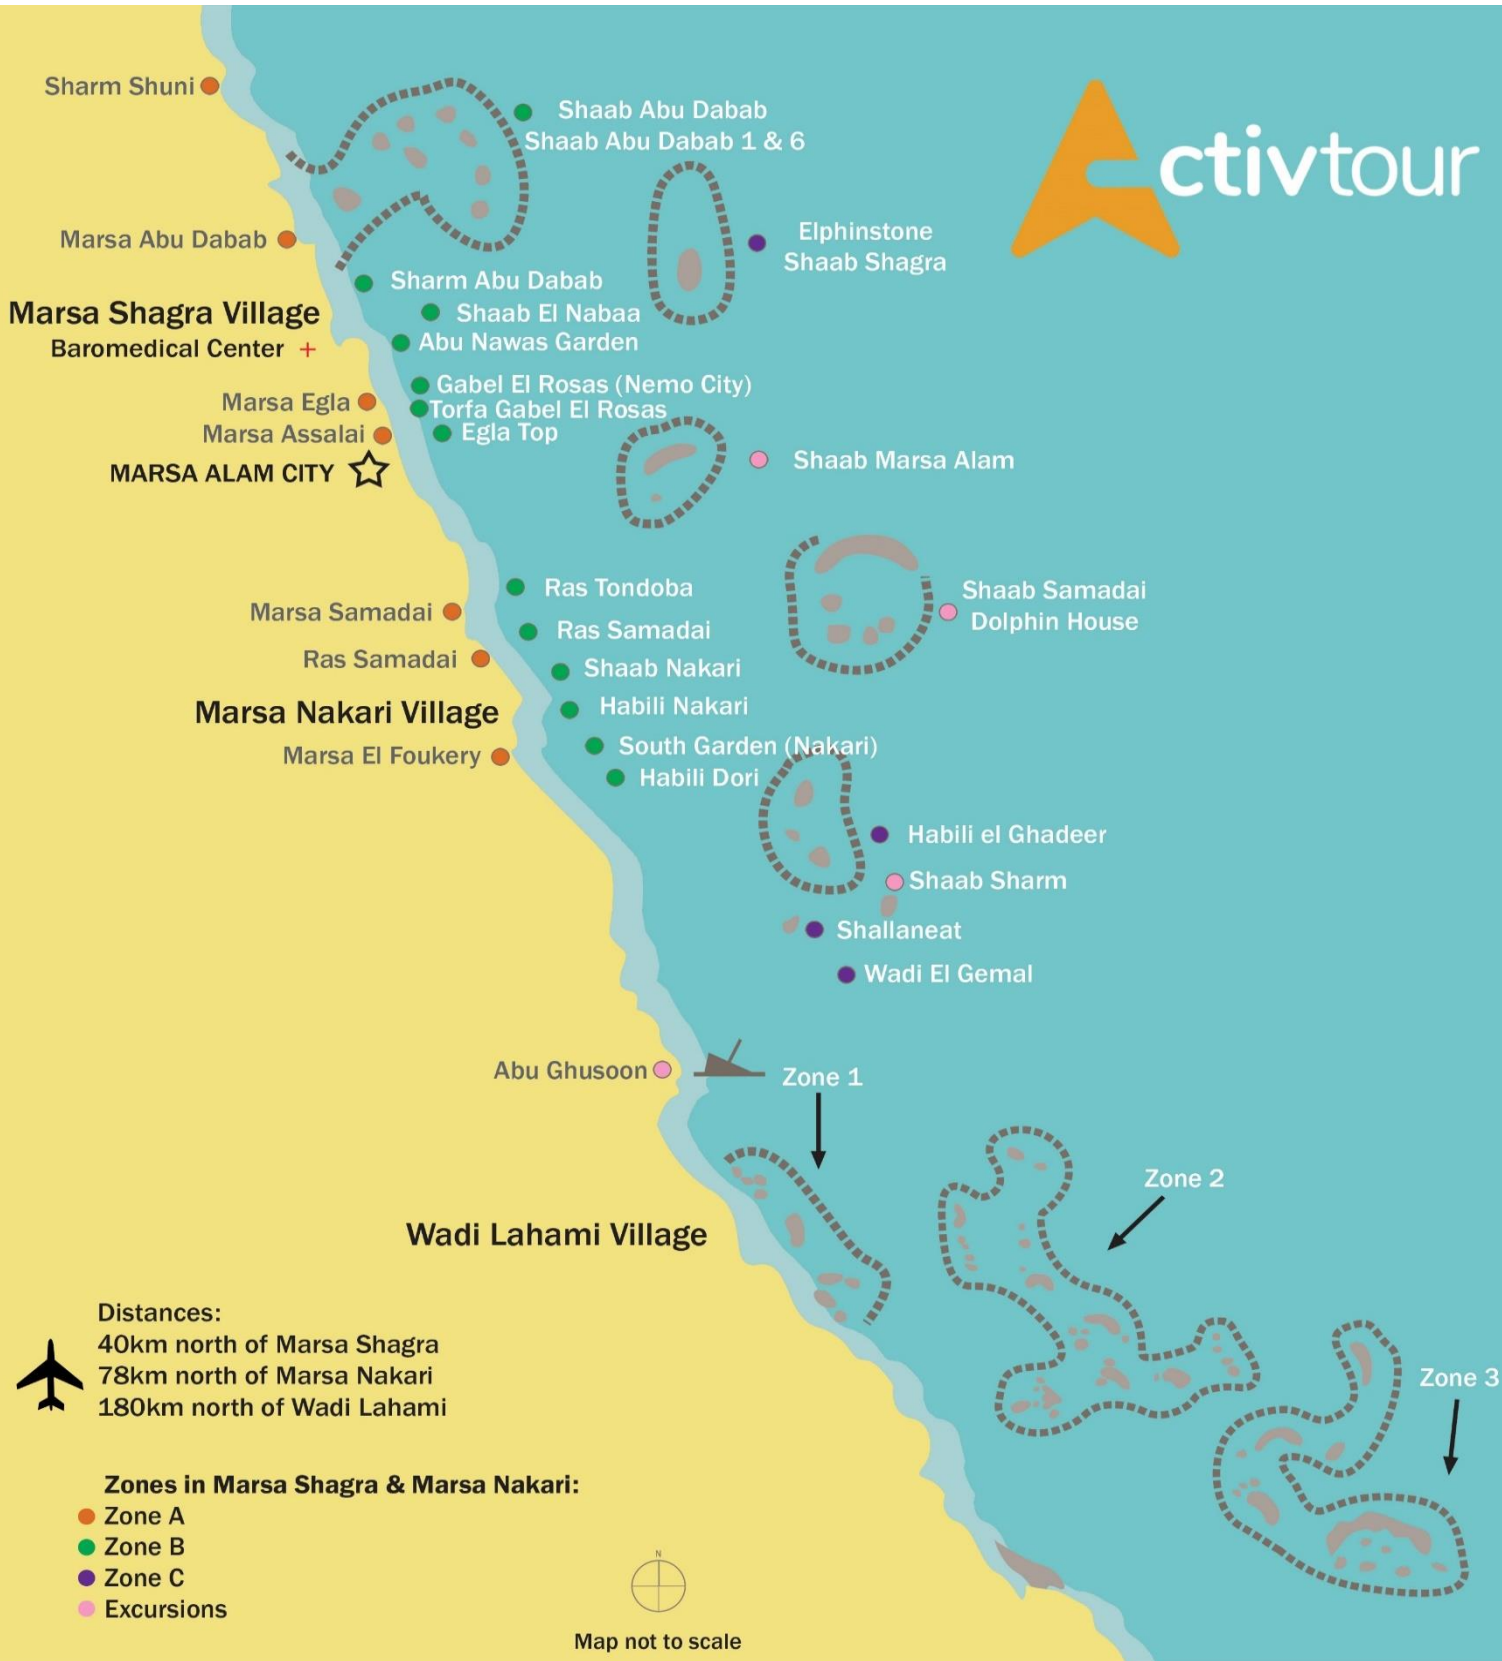 Sharm Shuni
Shaab Abu Dabab
Shaab Abu Dabab 1 & 6
ctivtour
Marsa Abu Dabab
Elphinstone
Shaab Shagra
Sharm Abu Dabab
Marsa Shagra Village
Shaab El Nabaa
Baromedical Center +
Abu Nawas Garden
Gabel El Rosas (Nemo City)
Marsa Egla
Torfa Gabel El Rosas
Marsa Assalai
Egla Top
MARSA ALAM CITY
Shaab Marsa Alam
Ras Tondoba
Shaab Samadai
Dolphin House
Marsa Samadai
Ras Samadai
Ras Samadai
Shaab Nakari
Marsa Nakari Village
Habili Nakari
South Garden (Nakari)
Marsa El Foukery
Habili Dori
Habili el Ghadeer
Shaab Sharm
Shallaneat
Wadi El Gemal
Abu Ghusoon
Zone 1
Zone 2
Wadi Lahami Village
Zone 3
Distances:
40km north of Marsa Shagra
78km north of Marsa Nakari
180km north of Wadi Lahami
Zones in Marsa Shagra & Marsa Nakari:
Zone A
Zone B
Zone C
Excursions
N
Map not to scale